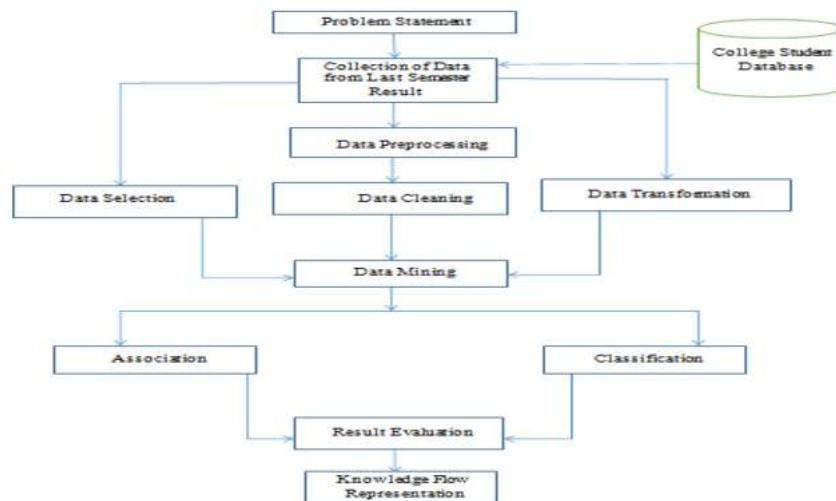 Problem Statement
Collection of Data
from Last Semester
Result
College Student
Database
Data Preprocessing
Data Selection
Data Cleaning
Data Transformation
Data Mining
Association
Classification
Result Evaluation
Knowledge Flow
Representation